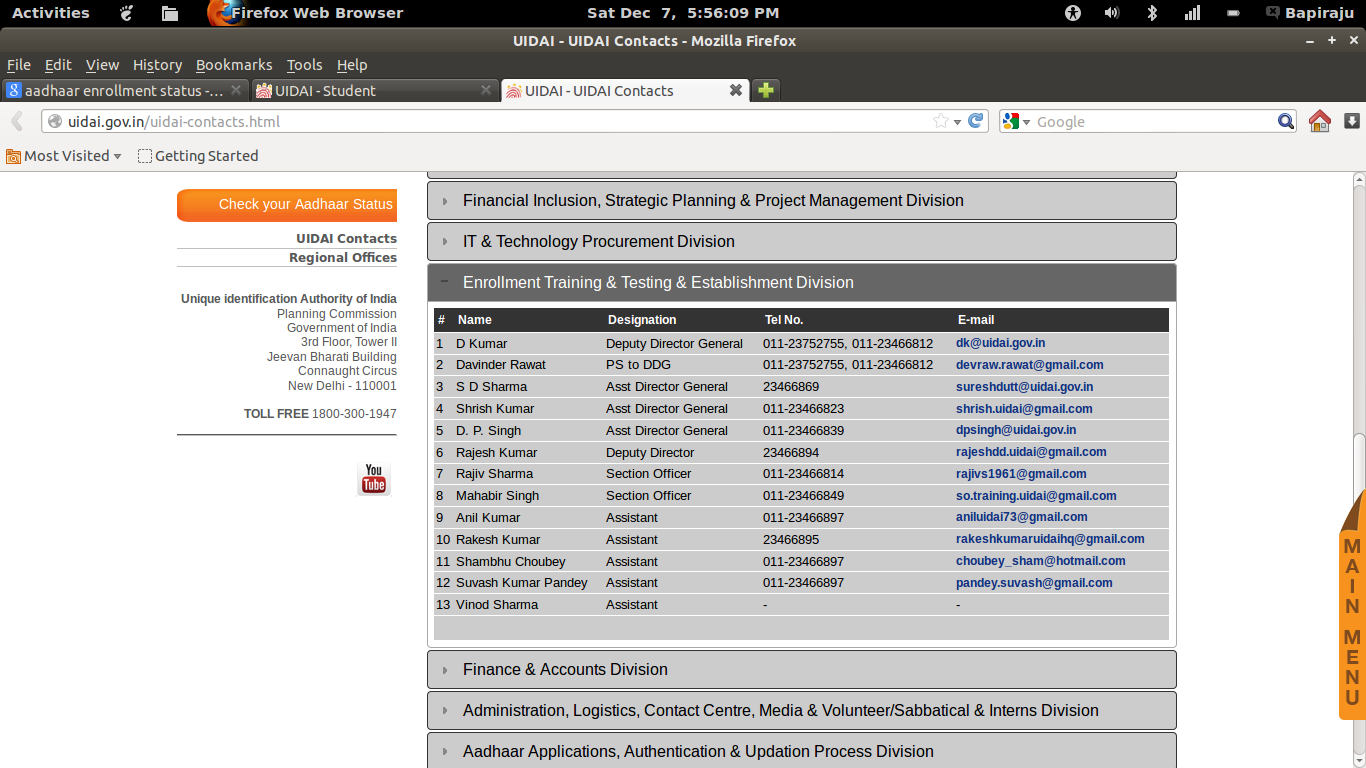 Activities Firefox Web Browser Sat Dec 7, 5:56:09 PM Bapiraju
UIDAI - UIDAI Contacts - Mozilla Firefox
File Edit View History Bookmarks Tools Help
aadhaar enrollment status -... UIDAI - Student UIDAI - UIDAI Contacts
uidai.gov.in/uidai-contacts.html Google
Most Visited Getting Started
Check your Aadhaar Status
UIDAI Contacts
Regional Offices
Unique identification Authority of India
Planning Commission
Government of India
3rd Floor, Tower II
Jeevan Bharati Building
Connaught Circus
New Delhi - 110001
TOLL FREE 1800-300-1947
You
Tube
Financial Inclusion, Strategic Planning & Project Management Division
IT & Technology Procurement Division
Enrollment Training & Testing & Establishment Division
# Name Designation Tel No. E-mail
1 D Kumar Deputy Director General 011-23752755, 011-23466812 dk@uidai.gov.in
2 Davinder Rawat PS to DDG 011-23752755, 011-23466812 devraw.rawat@gmail.com
3 S D Sharma Asst Director General 23466869 sureshdutt@uidai.gov.in
4 Shrish Kumar Asst Director General 011-23466823 shrish.uidai@gmail.com
5 D. P. Singh Asst Director General 011-23466839 dpsingh@uidai.gov.in
6 Rajesh Kumar Deputy Director 23466894 rajeshdd.uidai@gmail.com
7 Rajiv Sharma Section Officer 011-23466814 rajivs1961@gmail.com
8 Mahabir Singh Section Officer 011-23466849 so.training.uidai@gmail.com
9 Anil Kumar Assistant 011-23466897 aniluidai73@gmail.com
10 Rakesh Kumar Assistant 23466895 rakeshkumaruidaihq@gmail.com
11 Shambhu Choubey Assistant 011-23466897 choubey_sham@hotmail.com
12 Suvash Kumar Pandey Assistant 011-23466897 pandey.suvash@gmail.com
13 Vinod Sharma Assistant - -
Finance & Accounts Division
Administration, Logistics, Contact Centre, Media & Volunteer/Sabbatical & Interns Division
Aadhaar Applications, Authentication & Updation Process Division
MAIN MENU